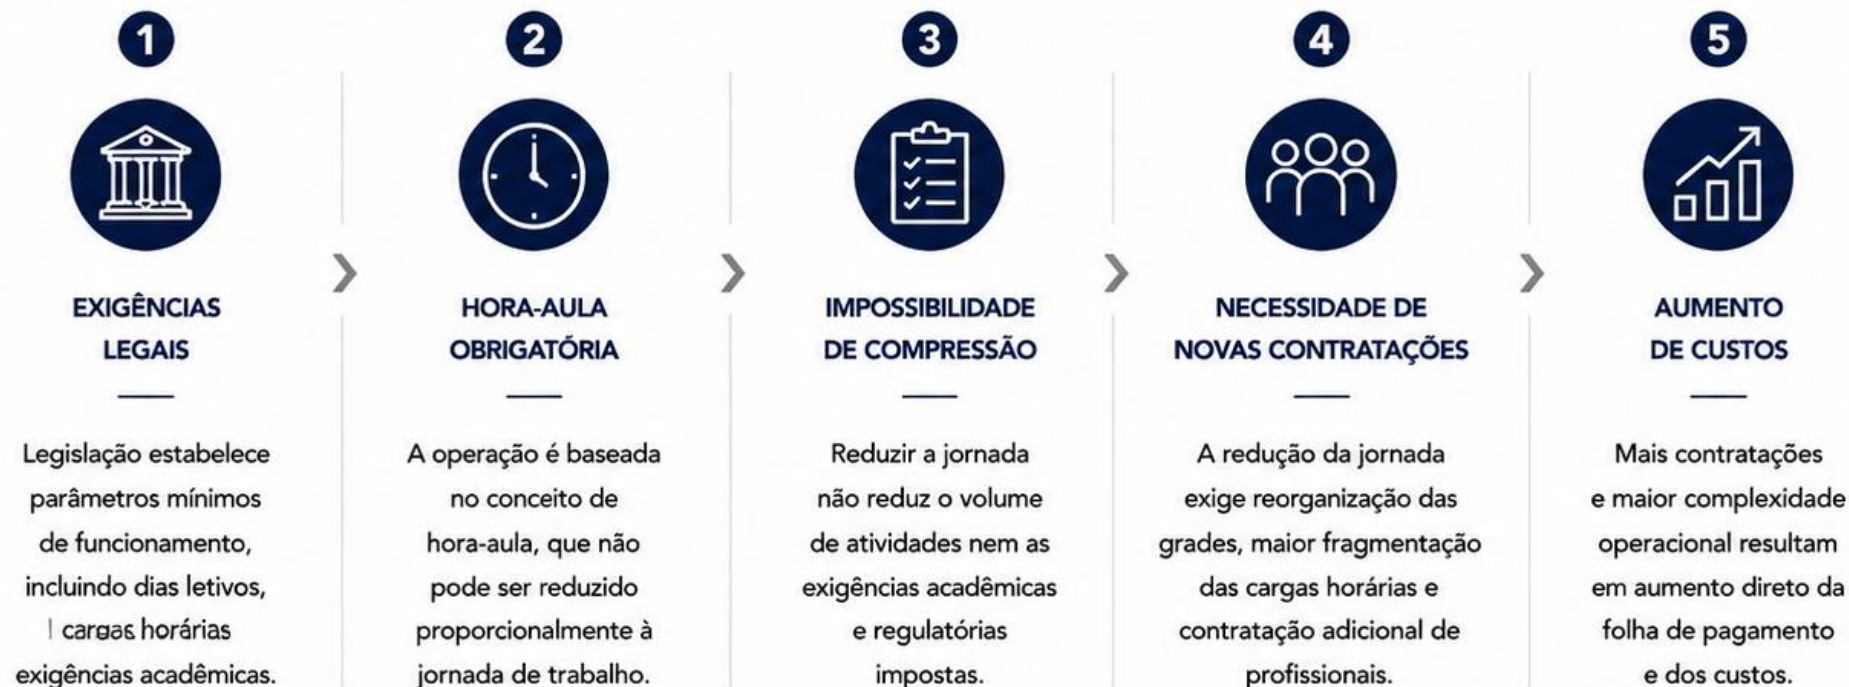 1
EXIGÊNCIAS
LEGAIS
Legislação estabelece
parâmetros mínimos
de funcionamento,
incluindo dias letivos,
cargas horárias
exigências acadêmicas.
2
HORA-AULA
OBRIGATÓRIA
A operação é baseada
no conceito de
hora-aula, que não
pode ser reduzido
proporcionalmente à
jornada de trabalho.
3
IMPOSSIBILIDADE
DE COMPRESSÃO
Reduzir a jornada
não reduz o volume
de atividades nem as
exigências acadêmicas
e regulatórias
impostas.
4
NECESSIDADE DE
NOVAS CONTRATAÇÕES
A redução da jornada
exige reorganização das
grades, maior fragmentação
das cargas horárias e
contratação adicional de
profissionais.
5
AUMENTO
DE CUSTOS
Mais contratações
e maior complexidade
operacional resultam
em aumento direto da
folha de pagamento
e dos custos.